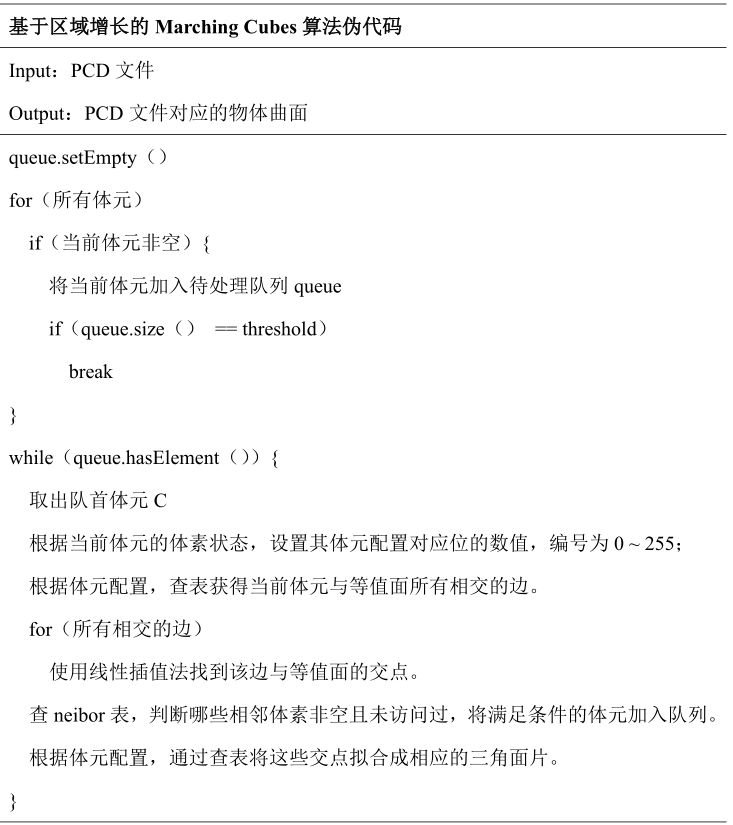 基于区域增长的 Marching Cubes 算法伪代码
Input：PCD 文件
Output：PCD 文件对应的物体曲面
queue.setEmpty（）
for（所有体元）
if（当前体元非空）{
将当前体元加入待处理队列 queue
if（queue.size（） == threshold）
break
}
while（queue.hasElement（））{
取出队首体元 C
根据当前体元的体素状态，设置其体元配置对应位的数值，编号为 0 ~ 255；
根据体元配置，查表获得当前体元与等值面所有相交的边。
for（所有相交的边）
使用线性插值法找到该边与等值面的交点。
查 neibor 表，判断哪些相邻体素非空且未访问过，将满足条件的体元加入队列。
根据体元配置，通过查表将这些交点拟合成相应的三角面片。
}